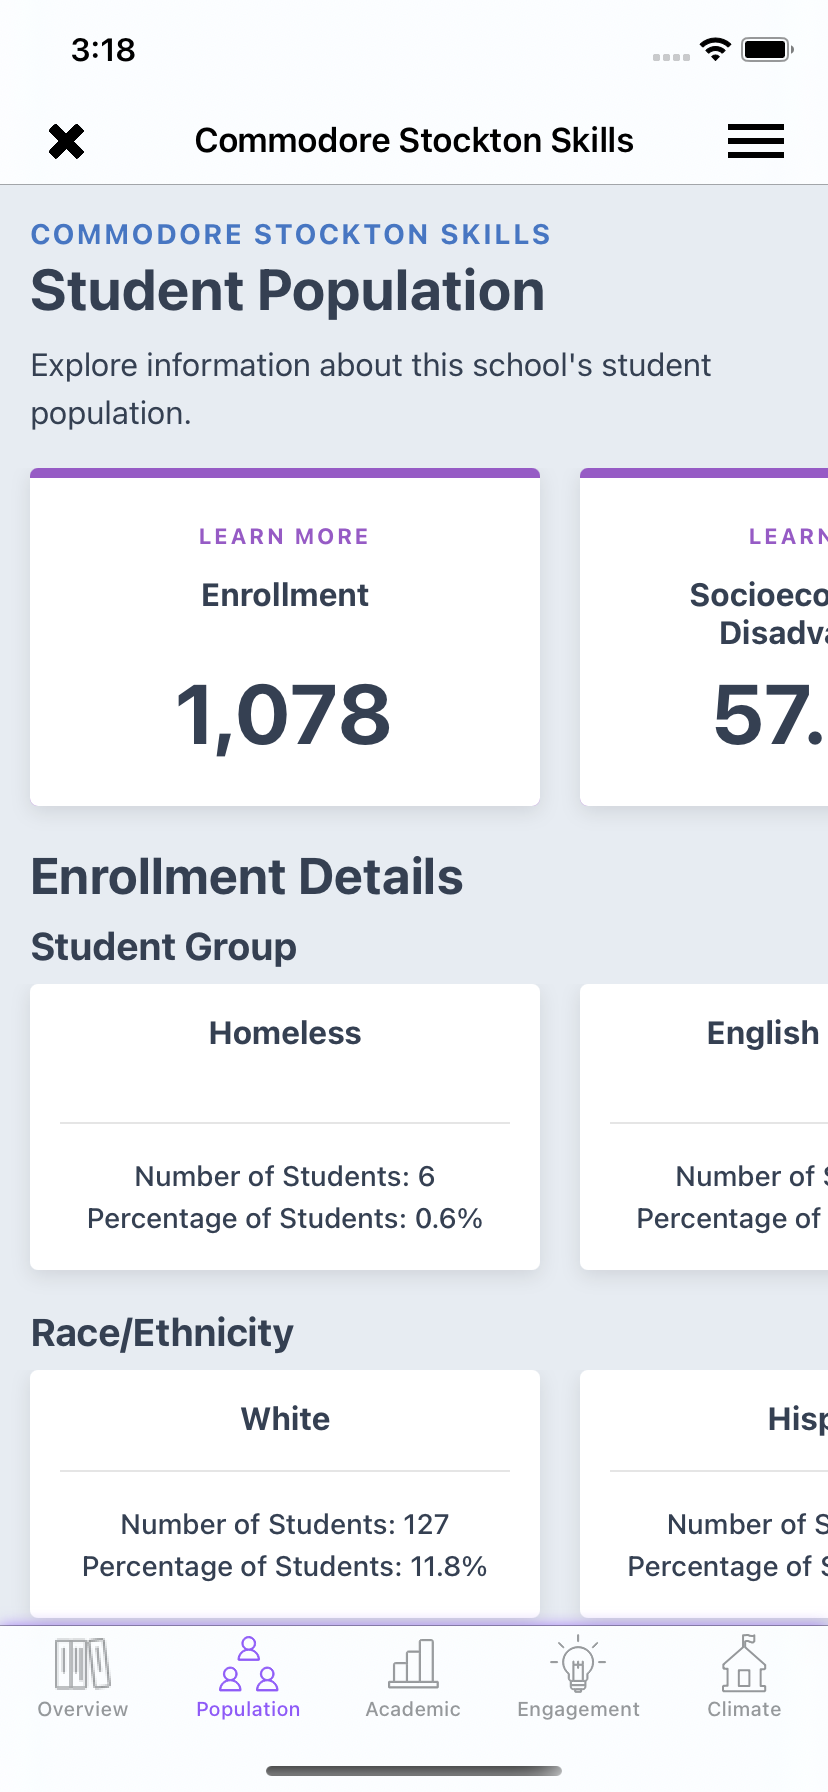 3:18
Commodore Stockton Skills
COMMODORE STOCKTON SKILLS
Student Population
Explore information about this school's student
population.
LEARN MORE
Enrollment
1,078
LEARN
Socioeco
Disadva
57.
Enrollment Details
Student Group
Homeless
Number of Students: 6
Percentage of Students: 0.6%
English
Number of S
Percentage of
Race/Ethnicity
White
Number of Students: 127
Percentage of Students: 11.8%
Hisp
Number of S
Percentage of S
Overview
Population
Academic
Engagement
Climate